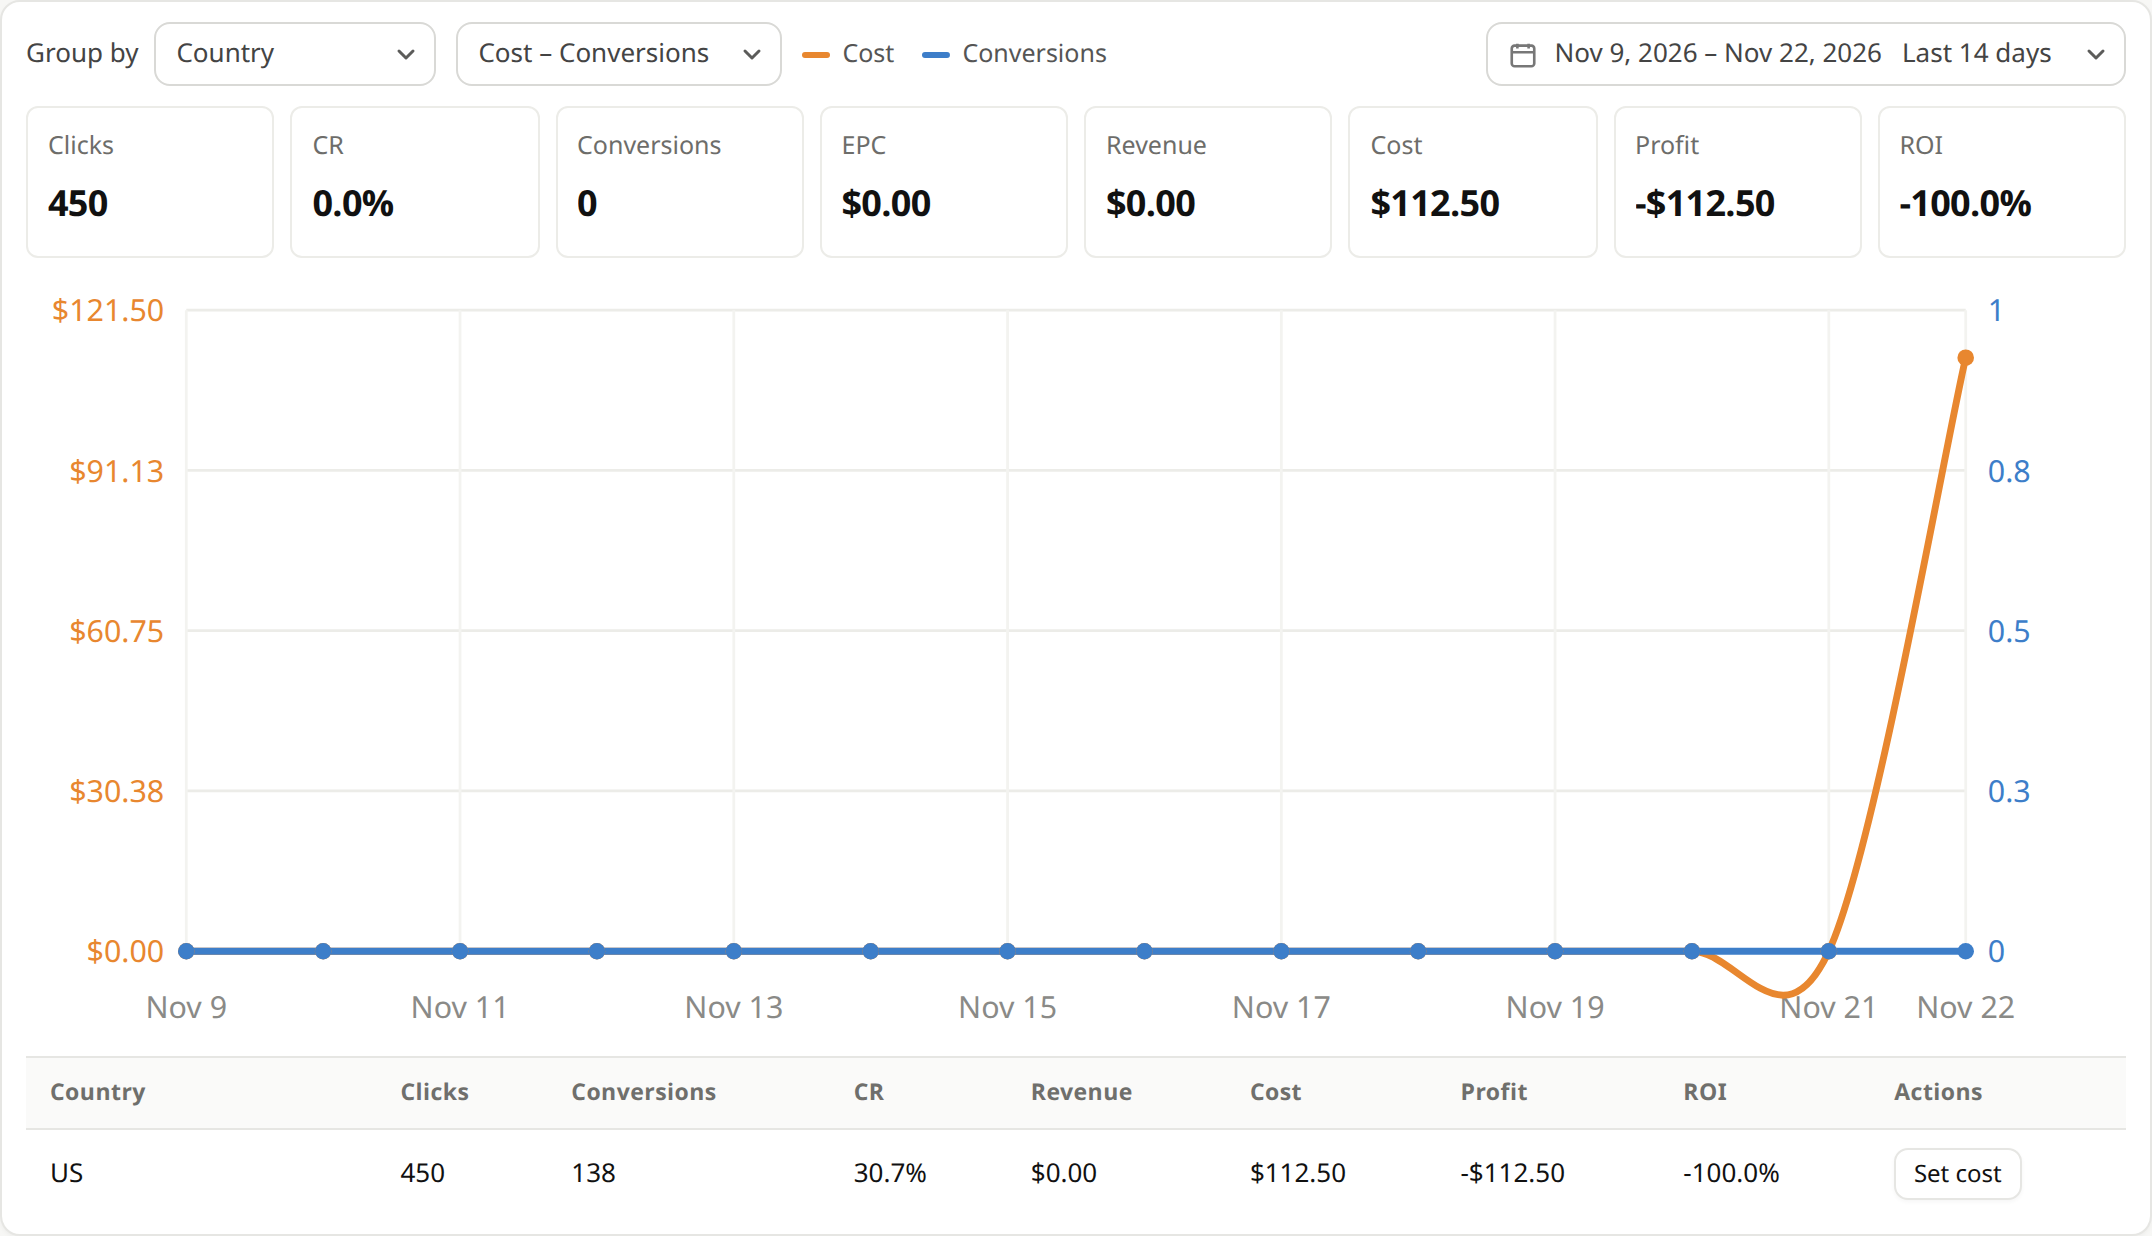 Group by Country Cost – Conversions Cost Conversions Nov 9, 2026 – Nov 22, 2026 Last 14 days
Clicks CR Conversions EPC Revenue Cost Profit ROI
450 0.0% 0 $0.00 $0.00 $112.50 -$112.50 -100.0%
$121.50 1
$91.13 0.8
$60.75 0.5
$30.38 0.3
$0.00 0
Nov 9 Nov 11 Nov 13 Nov 15 Nov 17 Nov 19 Nov 21 Nov 22
Country Clicks Conversions CR Revenue Cost Profit ROI Actions
US 450 138 30.7% $0.00 $112.50 -$112.50 -100.0% Set cost